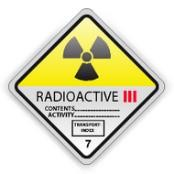 RADIOACTIVE III
CONTENTS................
ACTIVITY................
TRANSPORT
INDEX
7